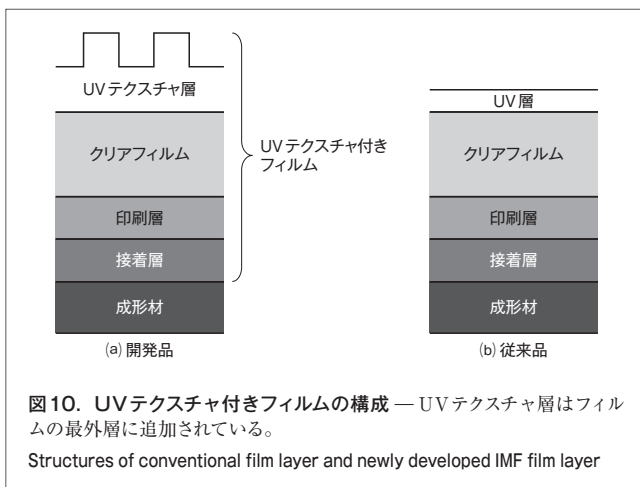 UVテクスチャ層
クリアフィルム
印刷層
接着層
成形材
(a) 開発品
UVテクスチャ付き
フィルム
UV層
クリアフィルム
印刷層
接着層
成形材
(b) 従来品
図10. UVテクスチャ付きフィルムの構成 — UVテクスチャ層はフィル
ムの最外層に追加されている。
Structures of conventional film layer and newly developed IMF film layer